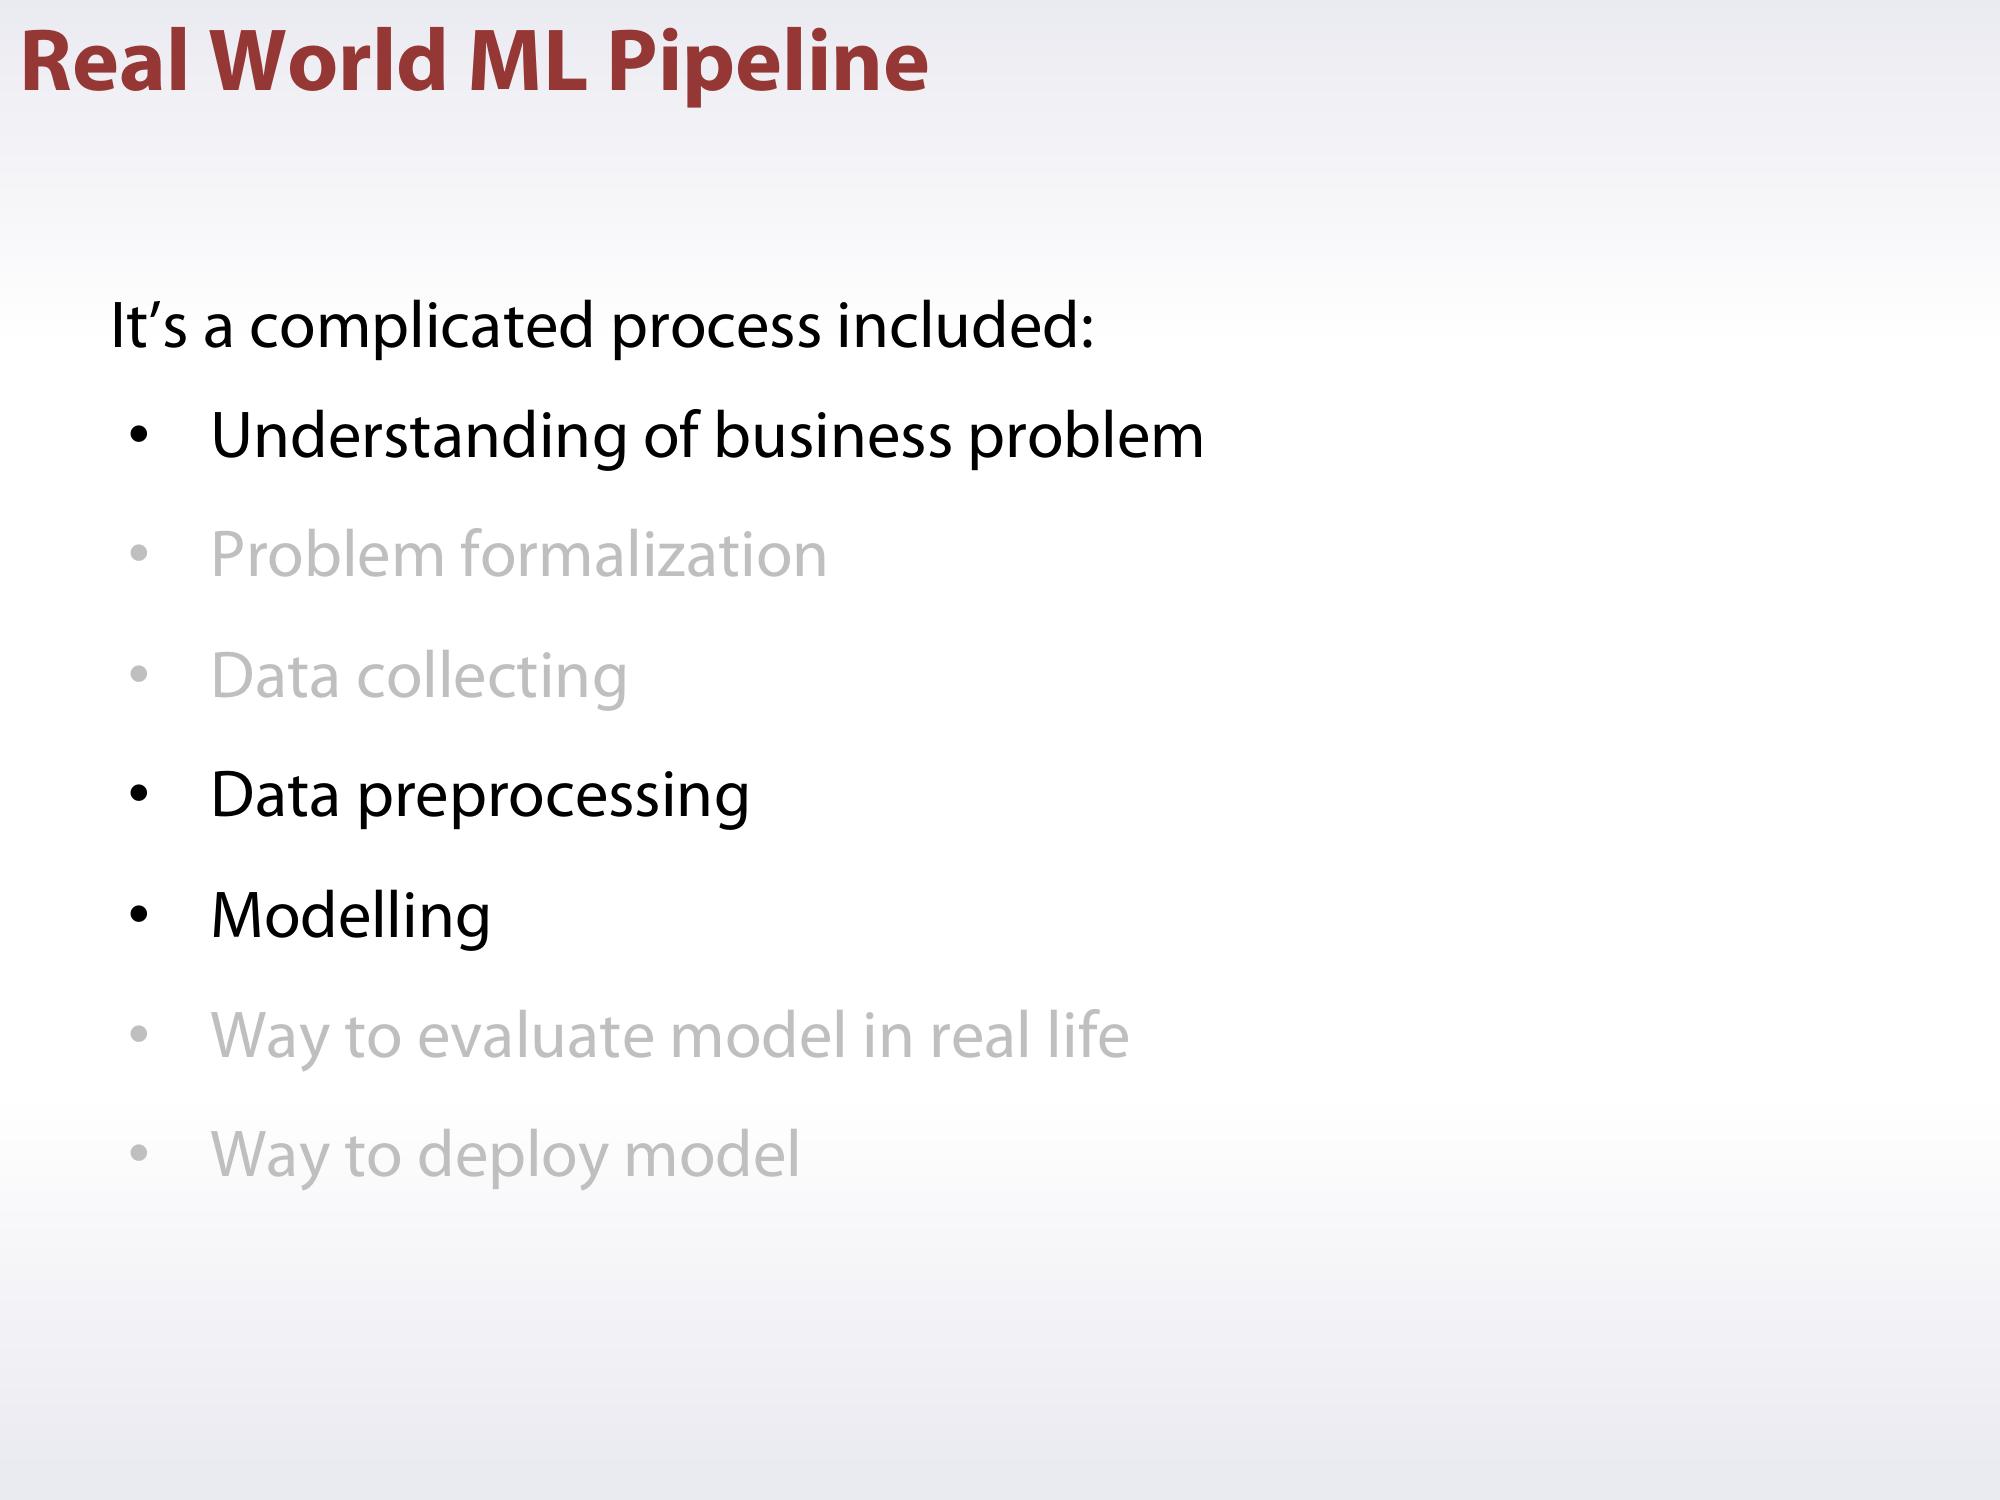 Real World ML Pipeline
It’s a complicated process included:
• Understanding of business problem
• Problem formalization
• Data collecting
• Data preprocessing
• Modelling
• Way to evaluate model in real life
• Way to deploy model